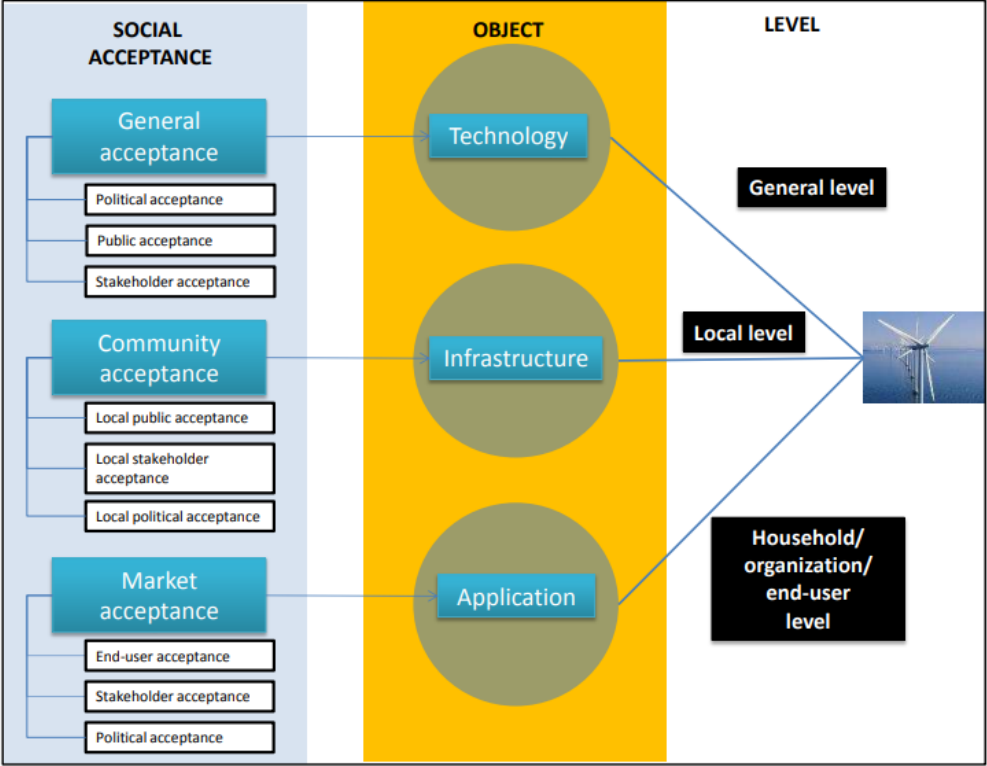 SOCIAL
ACCEPTANCE
OBJECT
LEVEL
General
acceptance
Technology
Political acceptance
General level
Public acceptance
Stakeholder acceptance
Community
acceptance
Infrastructure
Local level
Local public acceptance
Local stakeholder
acceptance
Local political acceptance
Market
acceptance
Application
Household/
organization/
end-user
level
End-user acceptance
Stakeholder acceptance
Political acceptance